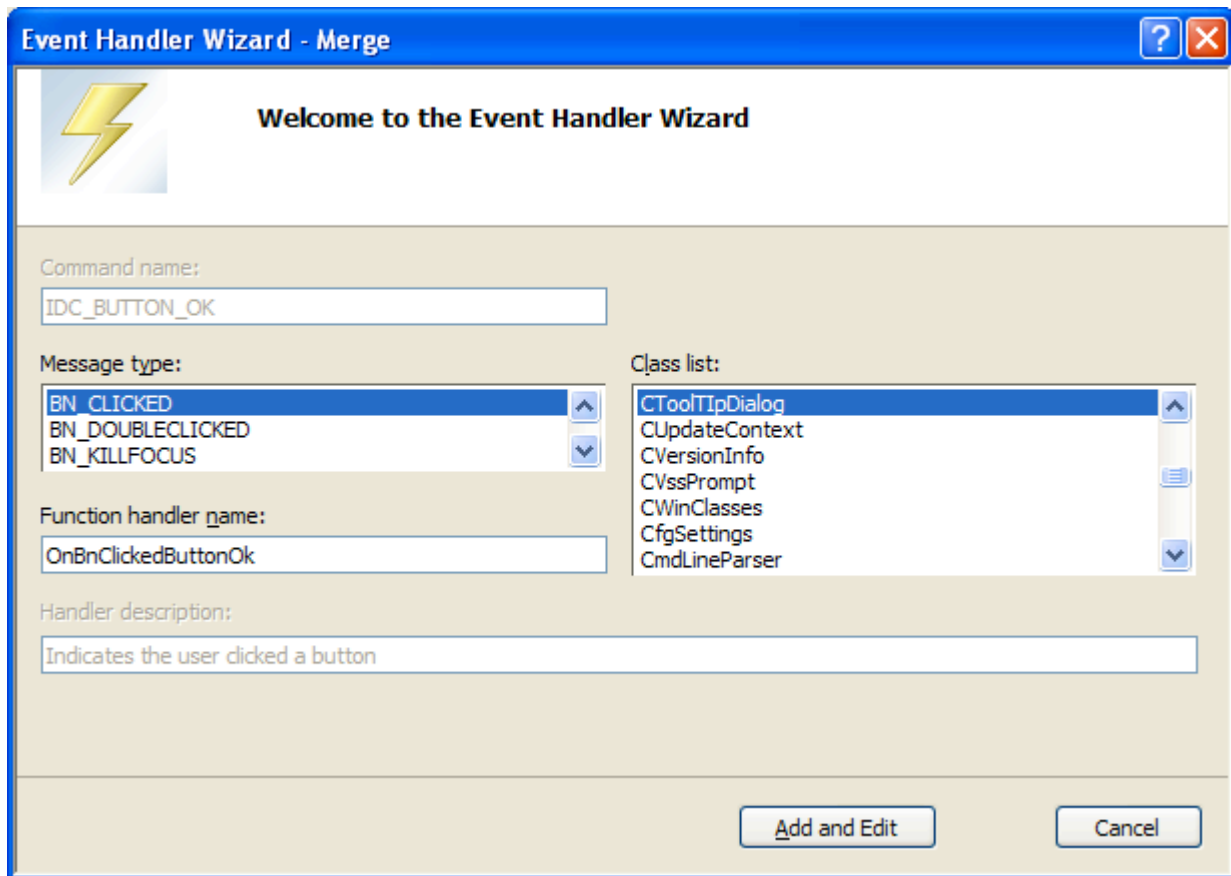 Event Handler Wizard - Merge
Welcome to the Event Handler Wizard
Command name:
IDC_BUTTON_OK
Message type:
BN_CLICKED
BN_DOUBLECLICKED
BN_KILLFOCUS
Class list:
CToolTIpDialog
CUpdateContext
CVersionInfo
CVssPrompt
CWinClasses
CfgSettings
CmdLineParser
Function handler name:
OnBnClickedButtonOk
Handler description:
Indicates the user clicked a button
Add and Edit
Cancel